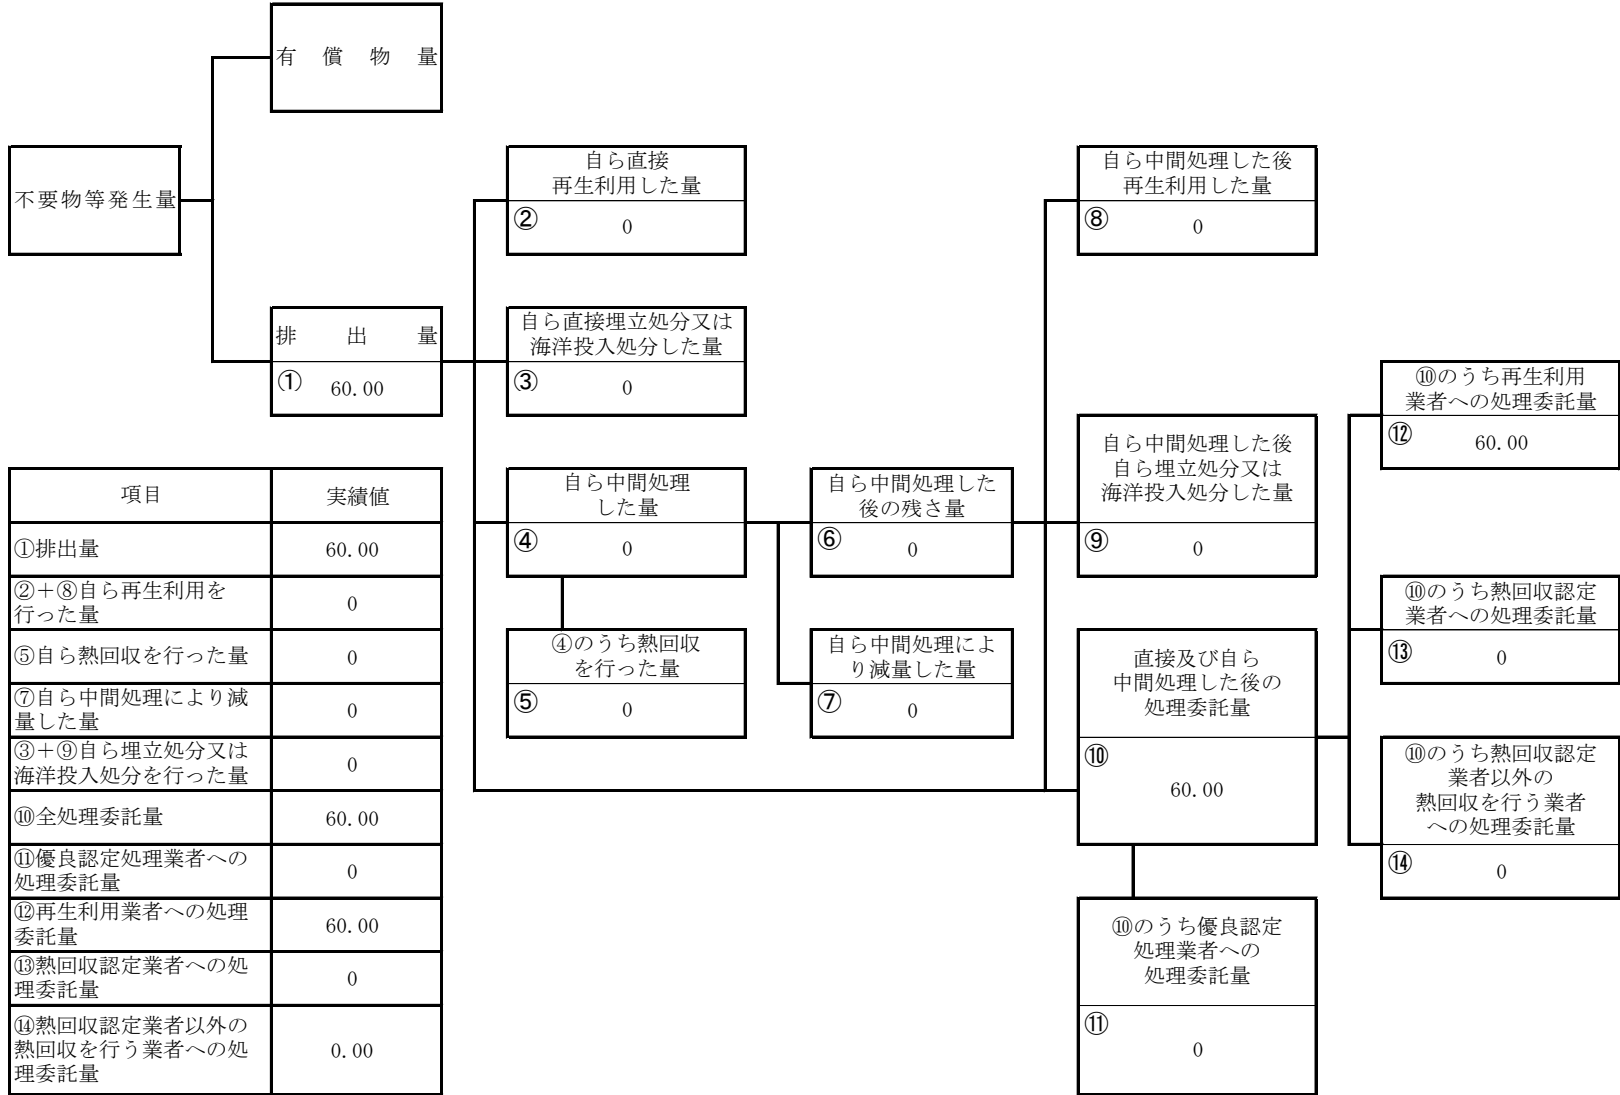 有償物量
不要物等発生量
排出量
① 60.00
自ら直接
再生利用した量
② 0
自ら直接埋立処分又は
海洋投入処分した量
③ 0
自ら中間処理
した量
④ 0
④のうち熱回収
を行った量
⑤ 0
自ら中間処理した
後の残さ量
⑥ 0
自ら中間処理によ
り減量した量
⑦ 0
自ら中間処理した後
再生利用した量
⑧ 0
自ら中間処理した後
自ら埋立処分又は
海洋投入処分した量
⑨ 0
直接及び自ら
中間処理した後の
処理委託量
⑩ 60.00
⑩のうち優良認定
処理業者への
処理委託量
⑪ 0
⑩のうち再生利用
業者への処理委託量
⑫ 60.00
⑩のうち熱回収認定
業者への処理委託量
⑬ 0
⑩のうち熱回収認定
業者以外の
熱回収を行う業者
への処理委託量
⑭ 0
項目 実績値
①排出量 60.00
②＋⑧自ら再生利用を
行った量 0
⑤自ら熱回収を行った量 0
⑦自ら中間処理により減
量した量 0
③＋⑨自ら埋立処分又は
海洋投入処分を行った量 0
⑩全処理委託量 60.00
⑪優良認定処理業者への
処理委託量 0
⑫再生利用業者への処理
委託量 60.00
⑬熱回収認定業者への処
理委託量 0
⑭熱回収認定業者以外の
熱回収を行う業者への処
理委託量 0.00